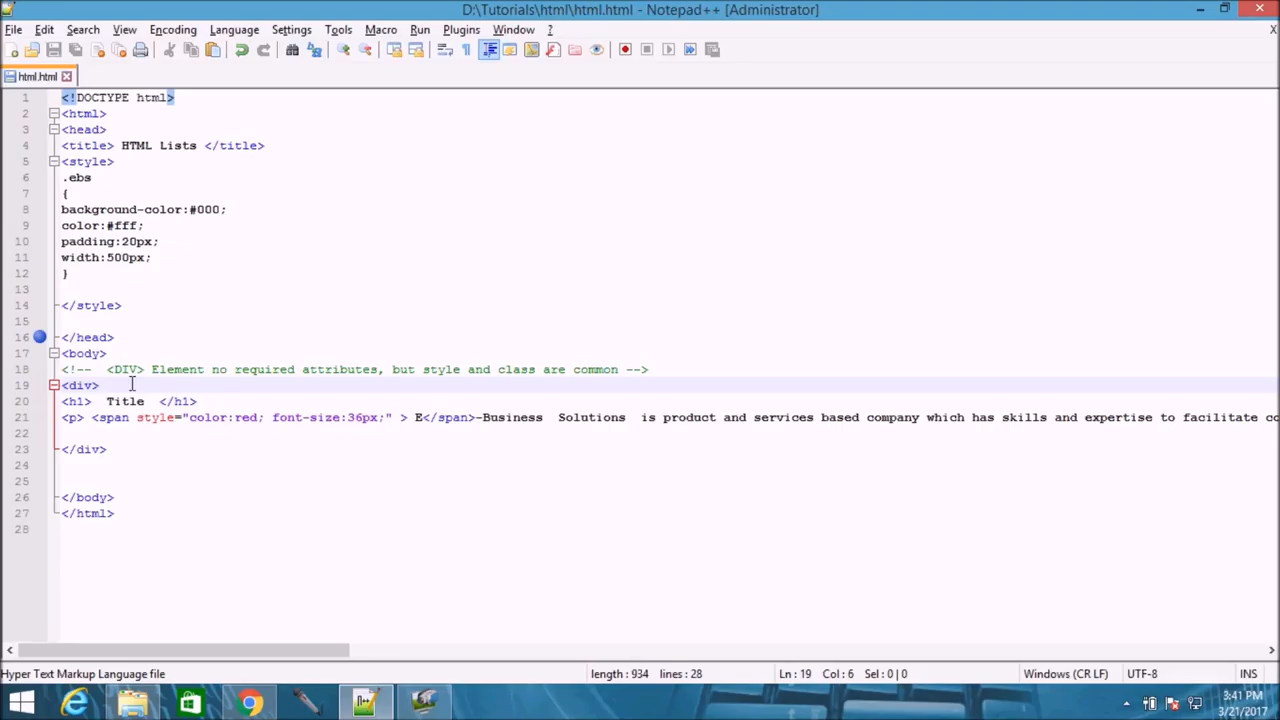 D:\Tutorials\html\html.html - Notepad++ [Administrator]
File Edit Search View Encoding Language Settings Tools Macro Run Plugins Window ? X
html.html
1 <!DOCTYPE html>
2 <html>
3 <head>
4 <title> HTML Lists </title>
5 <style>
6 .ebs
7 {
8 background-color:#000;
9 color:#fff;
10 padding:20px;
11 width:500px;
12 }
13
14 </style>
15
16 </head>
17 <body>
18 <!-- <DIV> Element no required attributes, but style and class are common -->
19 <div>
20 <h1> Title </h1>
21 <p> <span style="color:red; font-size:36px;" > E</span>-Business Solutions is product and services based company which has skills and expertise to facilitate co
22
23 </div>
24
25
26 </body>
27 </html>
28
Hyper Text Markup Language file length : 934 lines : 28 Ln : 19 Col : 6 Sel : 0 | 0 Windows (CR LF) UTF-8 INS
3:41 PM
3/21/2017